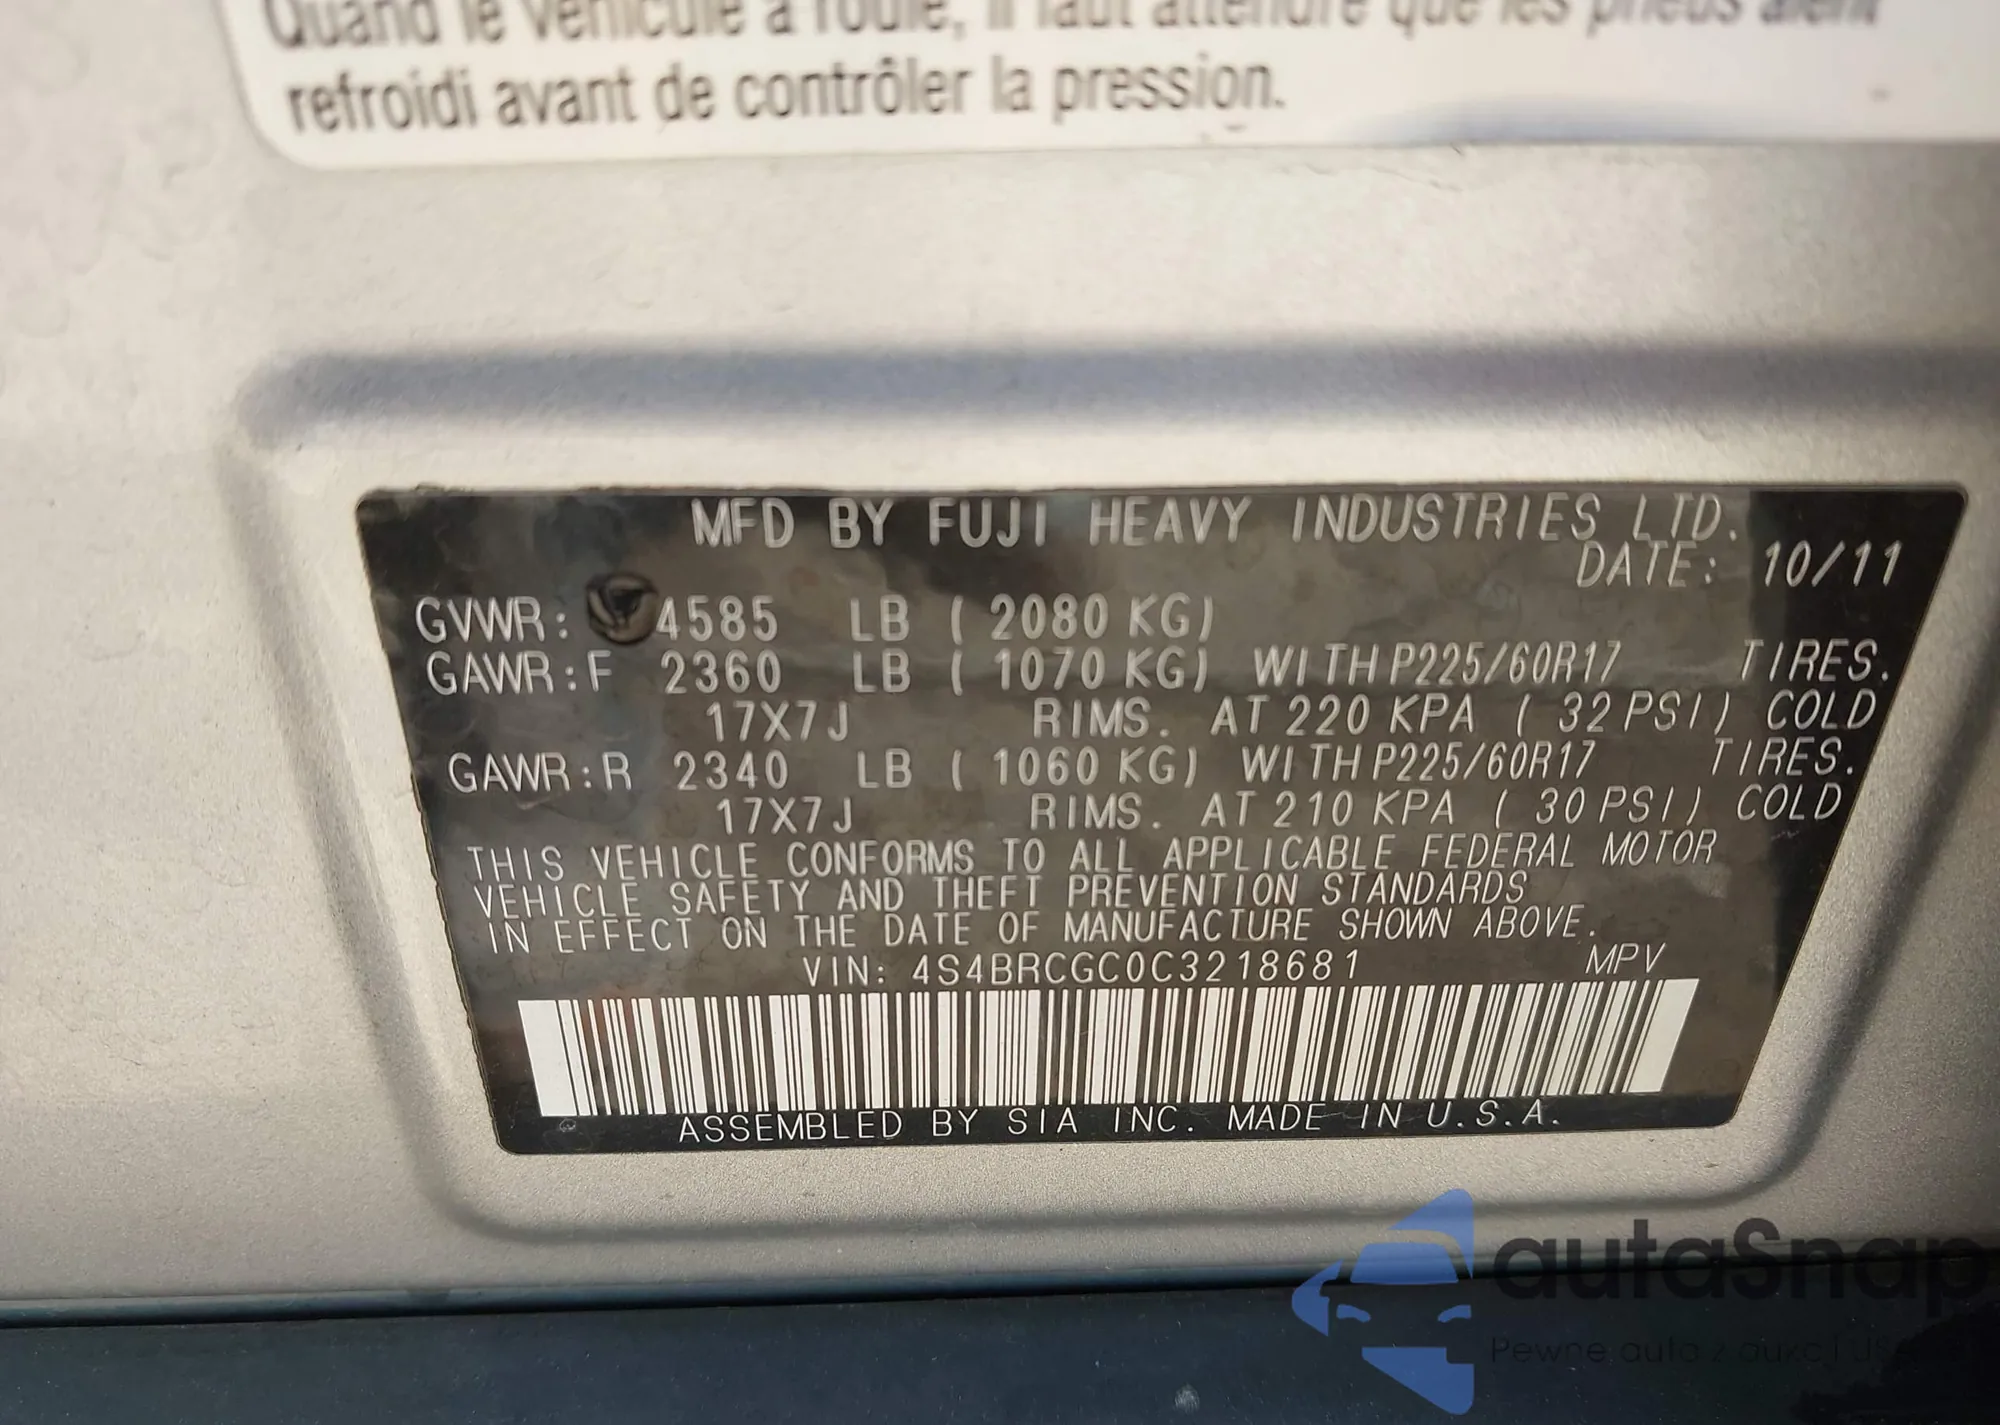 Quand le véhicule a roulé, il faut attendre que les pneus aient
refroidi avant de contrôler la pression.
MFD BY FUJI HEAVY INDUSTRIES LTD.
DATE: 10/11
GVWR: 4585 LB ( 2080 KG)
GAWR:F 2360 LB ( 1070 KG) WITH P225/60R17 TIRES.
17X7J RIMS. AT 220 KPA ( 32 PSI) COLD
GAWR:R 2340 LB ( 1060 KG) WITH P225/60R17 TIRES.
17X7J RIMS. AT 210 KPA ( 30 PSI) COLD
THIS VEHICLE CONFORMS TO ALL APPLICABLE FEDERAL MOTOR
VEHICLE SAFETY AND THEFT PREVENTION STANDARDS
IN EFFECT ON THE DATE OF MANUFACTURE SHOWN ABOVE.
VIN: 4S4BRCGC0C3218681 MPV
ASSEMBLED BY SIA INC. MADE IN U.S.A.
autaSnap
Pewne auto z aukcji